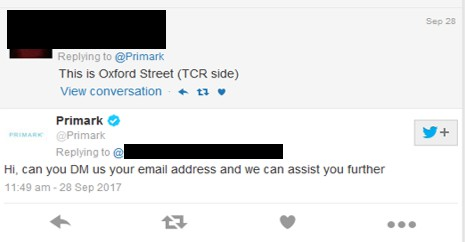 Sep 28
Replying to @Primark
This is Oxford Street (TCR side)
View conversation
Primark
PRIMARK
@Primark
Replying to @
Hi, can you DM us your email address and we can assist you further
11:49 am - 28 Sep 2017